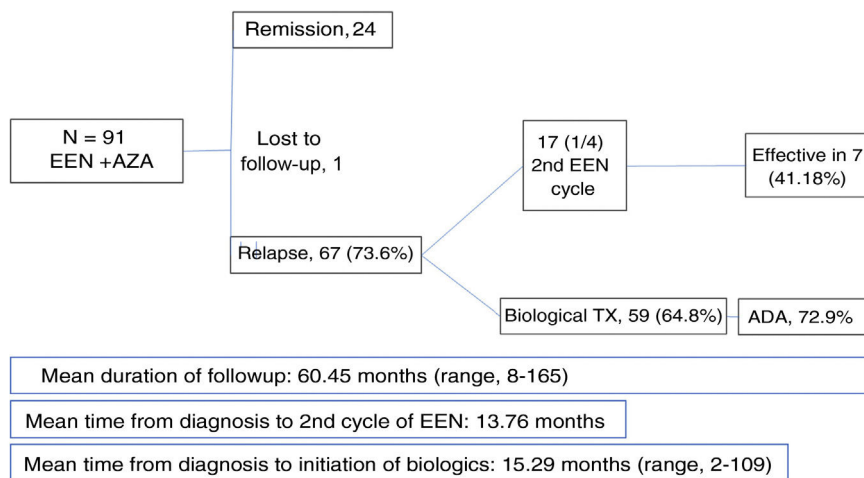 Remission, 24
N = 91
EEN +AZA
Lost to
follow-up, 1
17 (1/4)
2nd EEN
cycle
Effective in 7
(41.18%)
Relapse, 67 (73.6%)
Biological TX, 59 (64.8%)
ADA, 72.9%
Mean duration of followup: 60.45 months (range, 8-165)
Mean time from diagnosis to 2nd cycle of EEN: 13.76 months
Mean time from diagnosis to initiation of biologics: 15.29 months (range, 2-109)